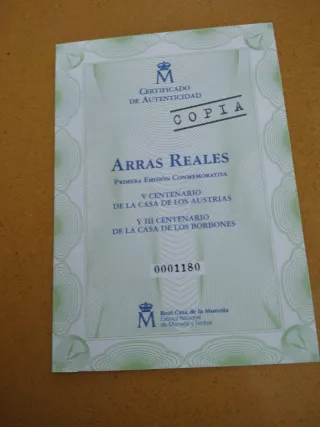 M
CERTIFICADO
DE AUTENTICIDAD
COPIA
ARRAS REALES
PRIMERA EMISIÓN CONMEMORATIVA
V CENTENARIO
DE LA CASA DE LOS AUSTRIAS
Y III CENTENARIO
DE LA CASA DE LOS BORBONES
0001180
M
Real Casa de la Moneda
Fábrica Nacional
de Moneda y Timbre